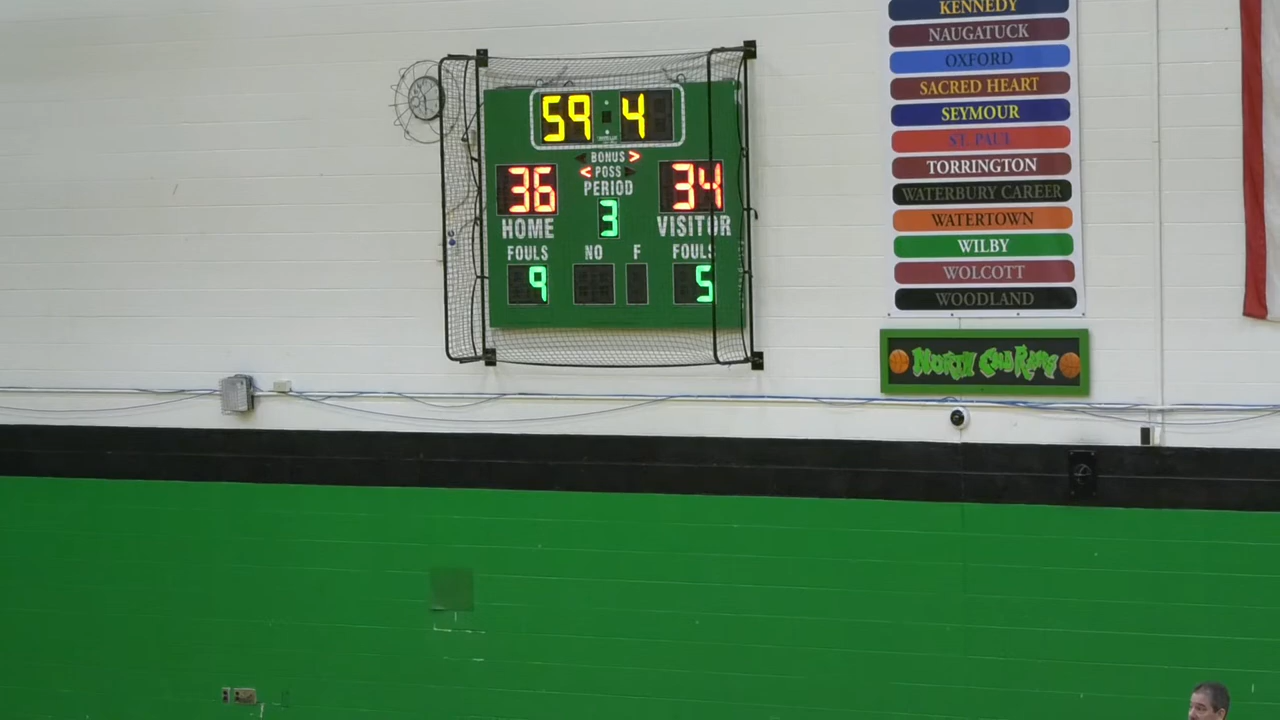 59 4
< BONUS >
< POSS >
36 PERIOD 34
3
HOME VISITOR
FOULS NO F FOULS
9 5
KENNEDY
NAUGATUCK
OXFORD
SACRED HEART
SEYMOUR
ST. PAUL
TORRINGTON
WATERBURY CAREER
WATERTOWN
WILBY
WOLCOTT
WOODLAND
NORTH